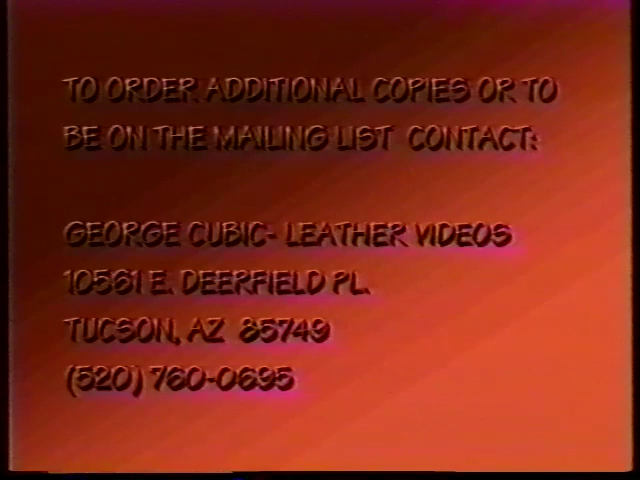 TO ORDER ADDITIONAL COPIES OR TO
BE ON THE MAILING LIST CONTACT:
GEORGE CUBIC- LEATHER VIDEOS
10561 E. DEERFIELD PL.
TUCSON, AZ 85749
(520) 760-0695